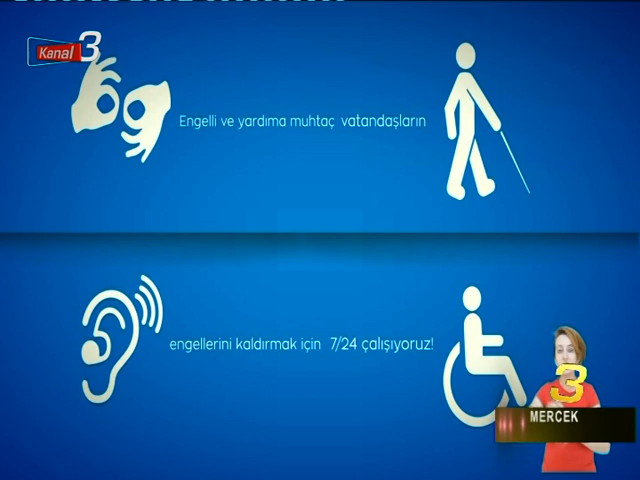 Kanal 3
Engelli ve yardıma muhtaç vatandaşların
engellerini kaldırmak için 7/24 çalışıyoruz!
3
MERCEK